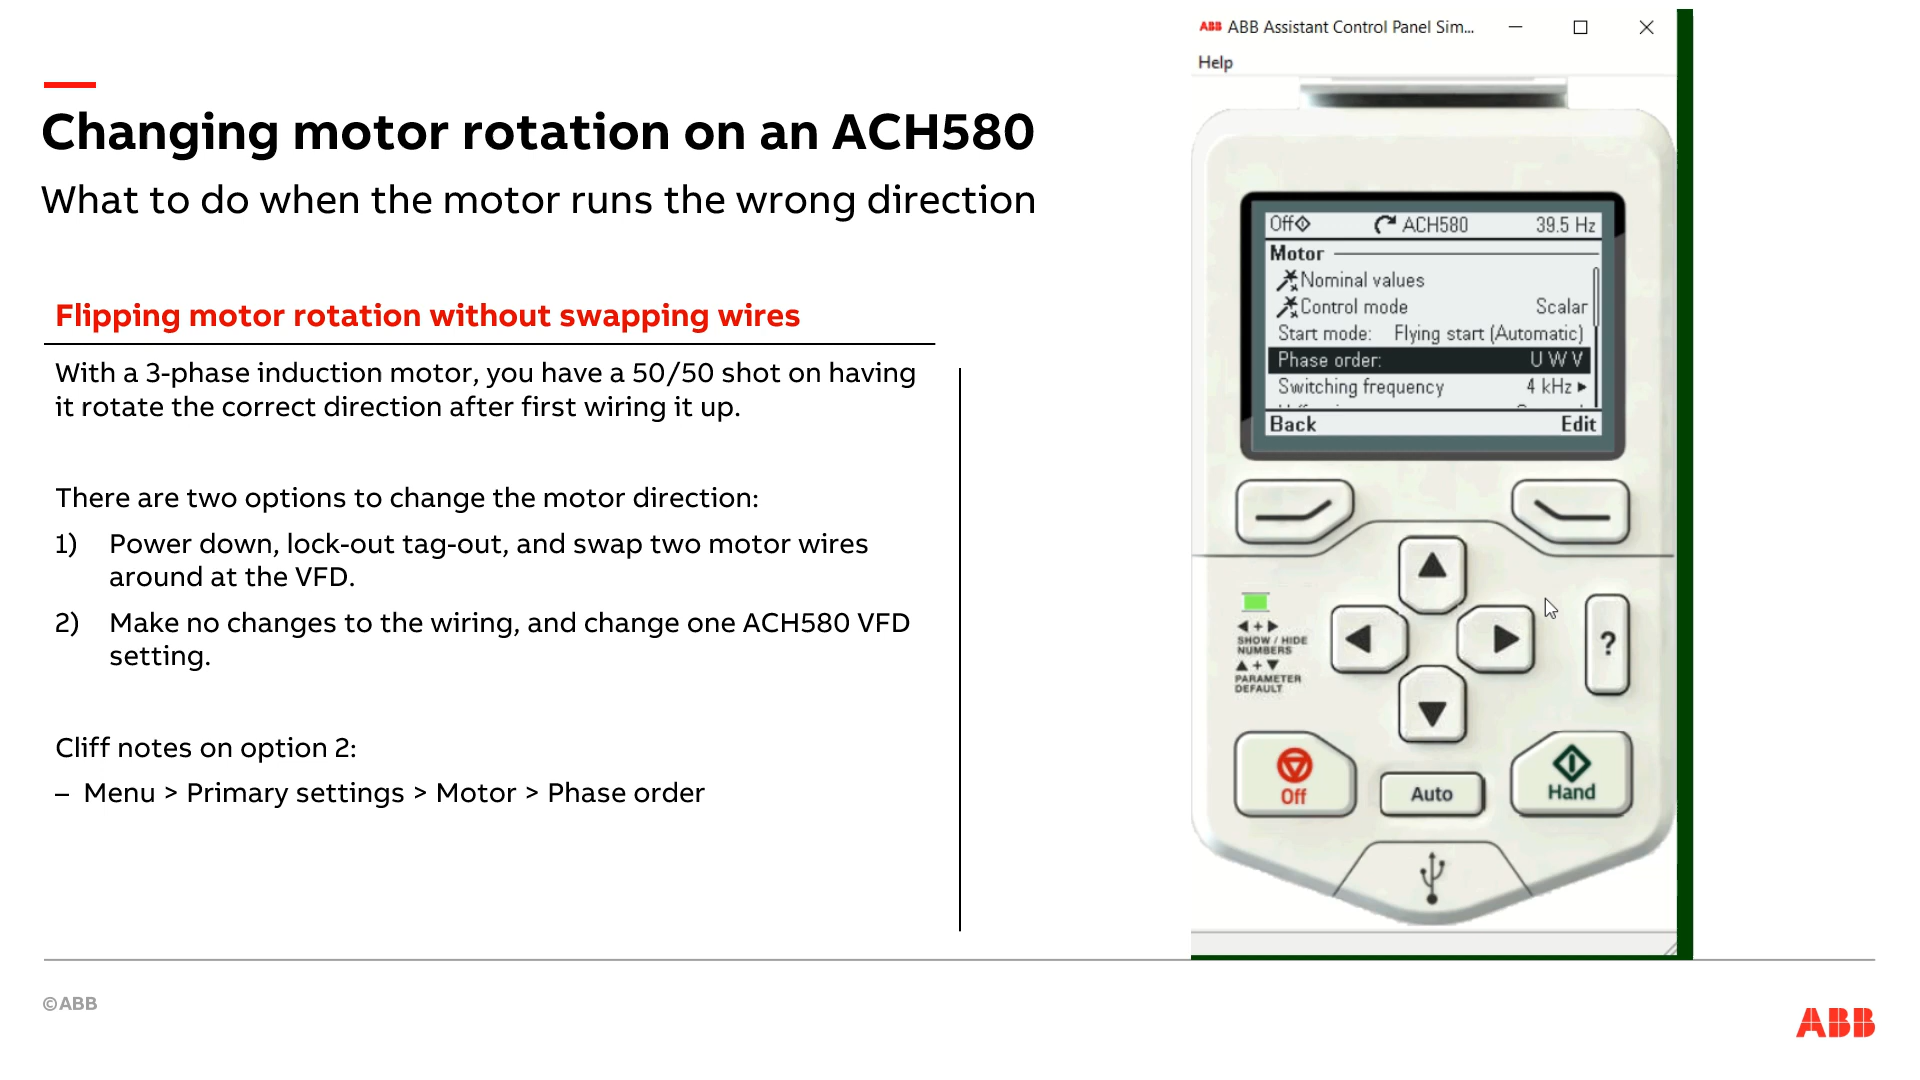 Changing motor rotation on an ACH580
What to do when the motor runs the wrong direction
Flipping motor rotation without swapping wires
With a 3-phase induction motor, you have a 50/50 shot on having
it rotate the correct direction after first wiring it up.
There are two options to change the motor direction:
1) Power down, lock-out tag-out, and swap two motor wires
around at the VFD.
2) Make no changes to the wiring, and change one ACH580 VFD
setting.
Cliff notes on option 2:
– Menu > Primary settings > Motor > Phase order
ABB ABB Assistant Control Panel Sim...
Help
Off ACH580 39.5 Hz
Motor
Nominal values
Control mode Scalar
Start mode: Flying start (Automatic)
Phase order: U W V
Switching frequency 4 kHz
Back Edit
SHOW / HIDE
NUMBERS
PARAMETER
DEFAULT
?
Off
Auto
Hand
©ABB
ABB